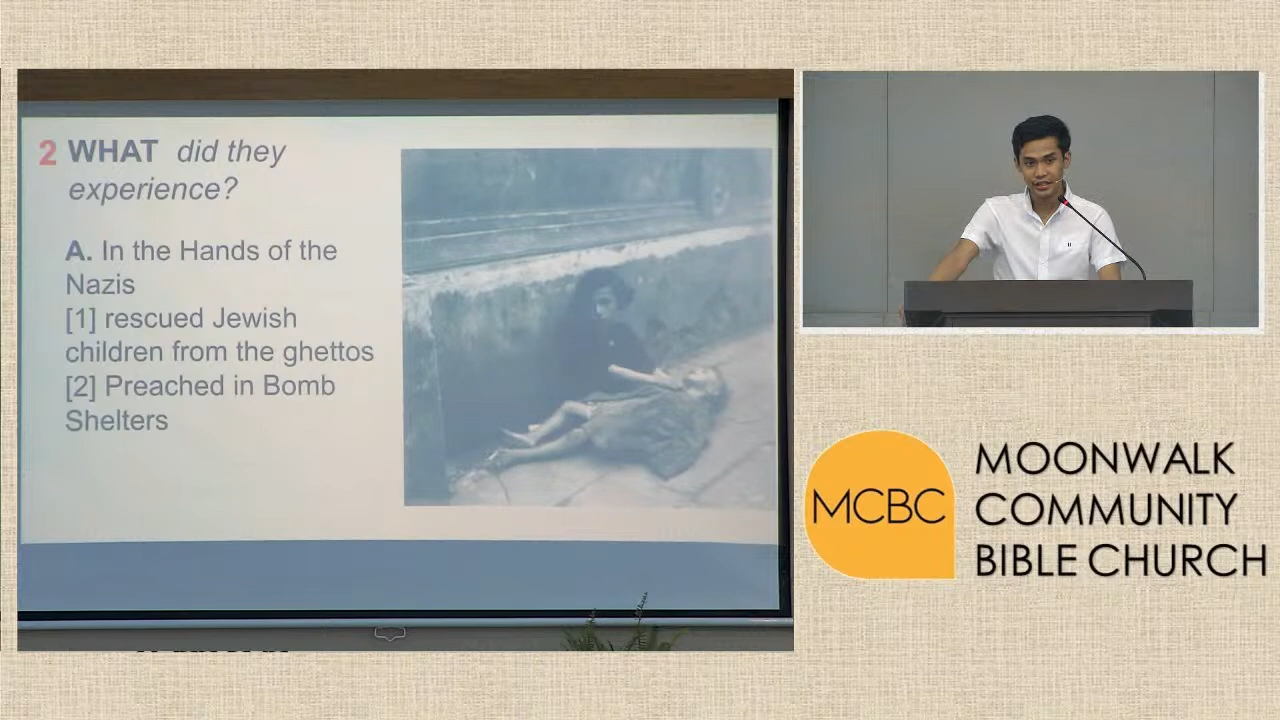 2 WHAT did they
experience?
A. In the Hands of the
Nazis
[1] rescued Jewish
children from the ghettos
[2] Preached in Bomb
Shelters
MCBC
MOONWALK
COMMUNITY
BIBLE CHURCH